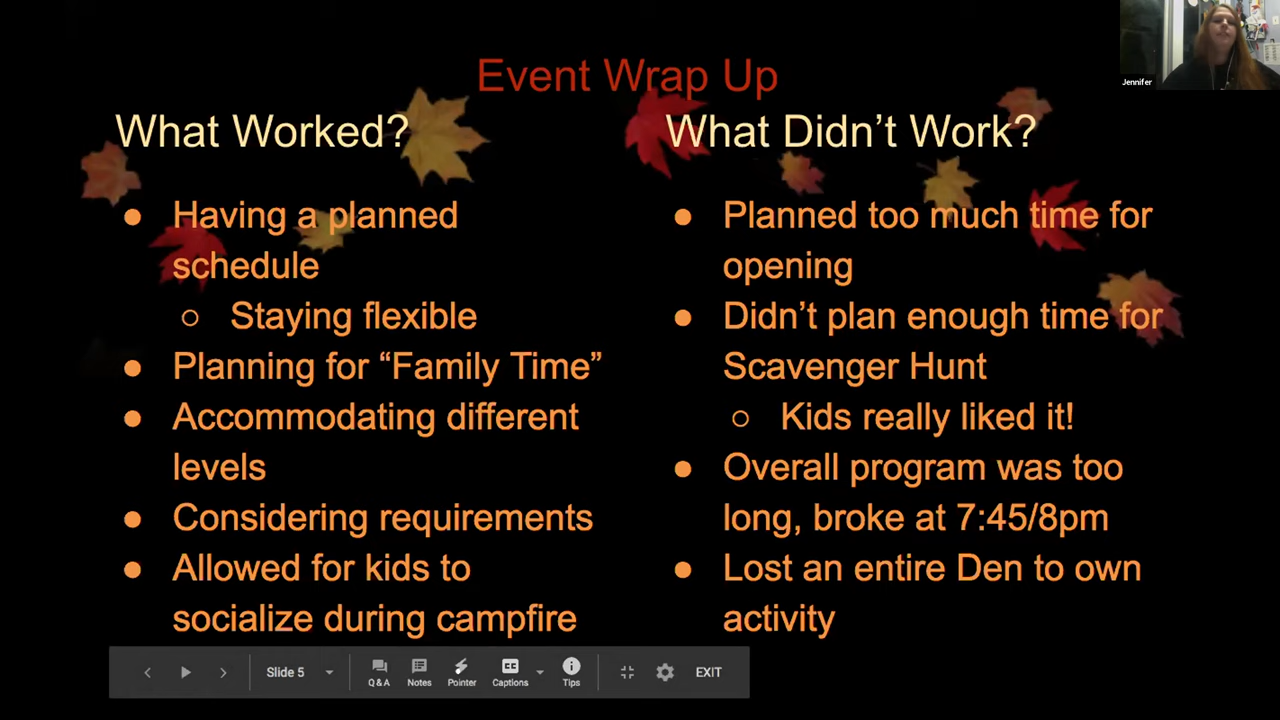 Event Wrap Up
What Worked?
● Having a planned
schedule
○ Staying flexible
● Planning for “Family Time”
● Accommodating different
levels
● Considering requirements
● Allowed for kids to
socialize during campfire
What Didn’t Work?
● Planned too much time for
opening
● Didn’t plan enough time for
Scavenger Hunt
○ Kids really liked it!
● Overall program was too
long, broke at 7:45/8pm
● Lost an entire Den to own
activity
Jennifer
Slide 5
Q&A
Notes
Pointer
CC
Captions
Tips
EXIT